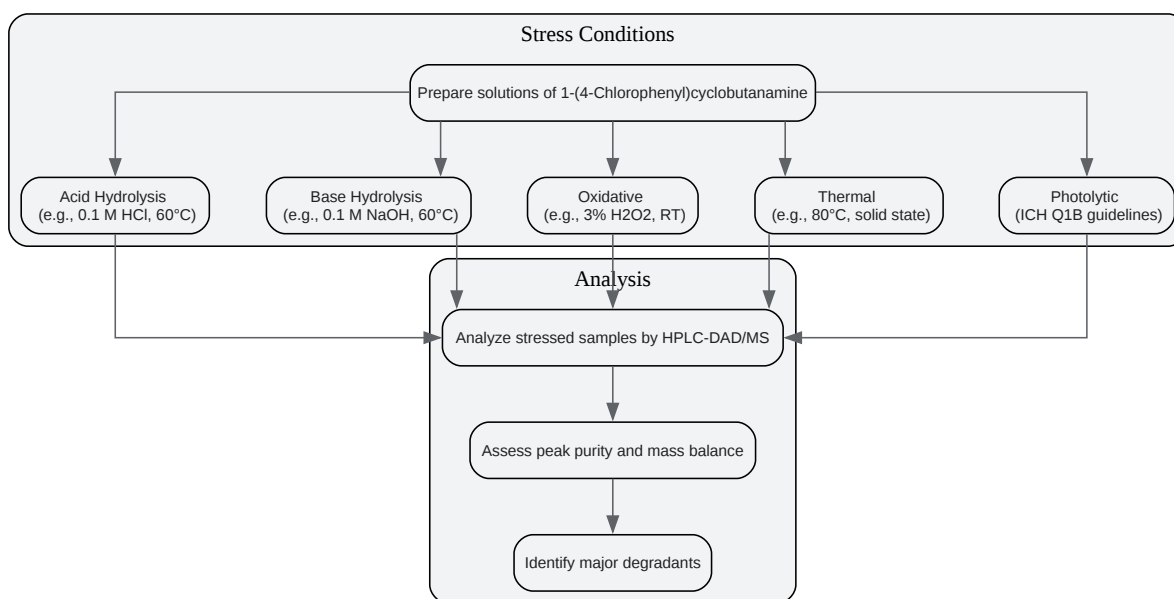 Stress Conditions
Prepare solutions of 1-(4-Chlorophenyl)cyclobutanamine
Acid Hydrolysis
(e.g., 0.1 M HCl, 60°C)
Base Hydrolysis
(e.g., 0.1 M NaOH, 60°C)
Oxidative
(e.g., 3% H2O2, RT)
Thermal
(e.g., 80°C, solid state)
Photolytic
(ICH Q1B guidelines)
Analysis
Analyze stressed samples by HPLC-DAD/MS
Assess peak purity and mass balance
Identify major degradants